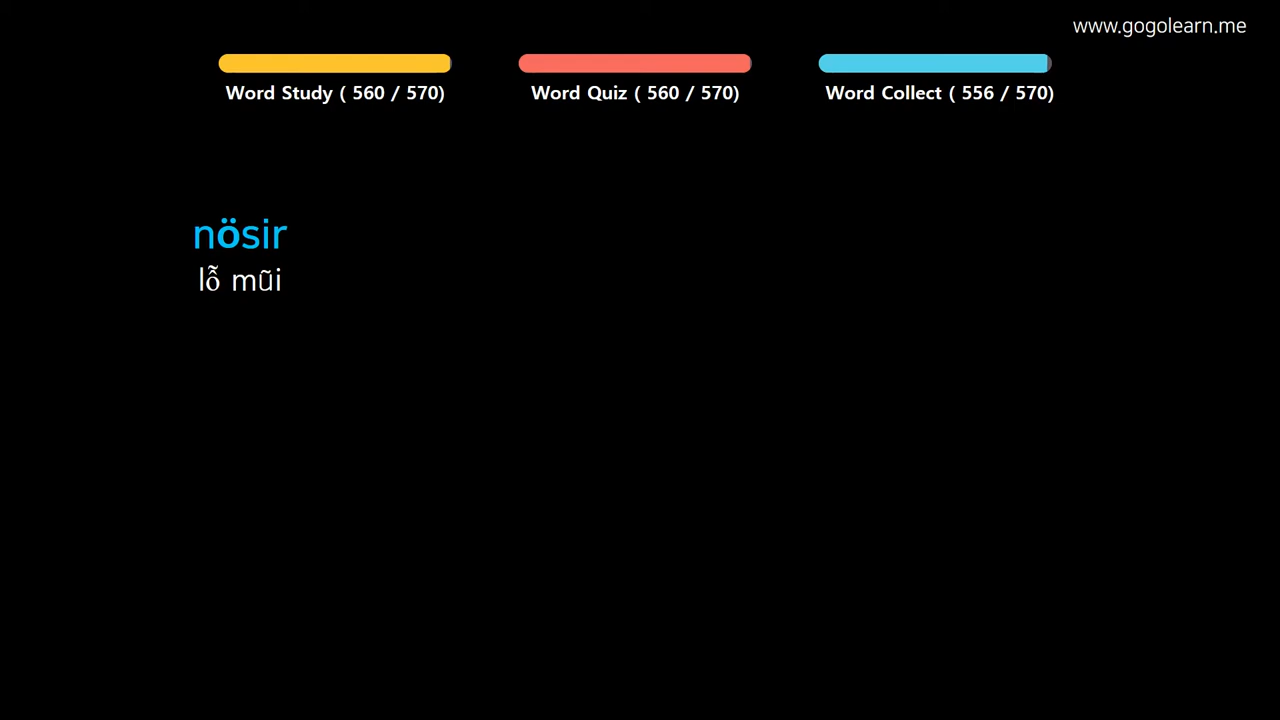 www.gogolearn.me
Word Study ( 560 / 570)
Word Quiz ( 560 / 570)
Word Collect ( 556 / 570)
nösir
lỗ mũi